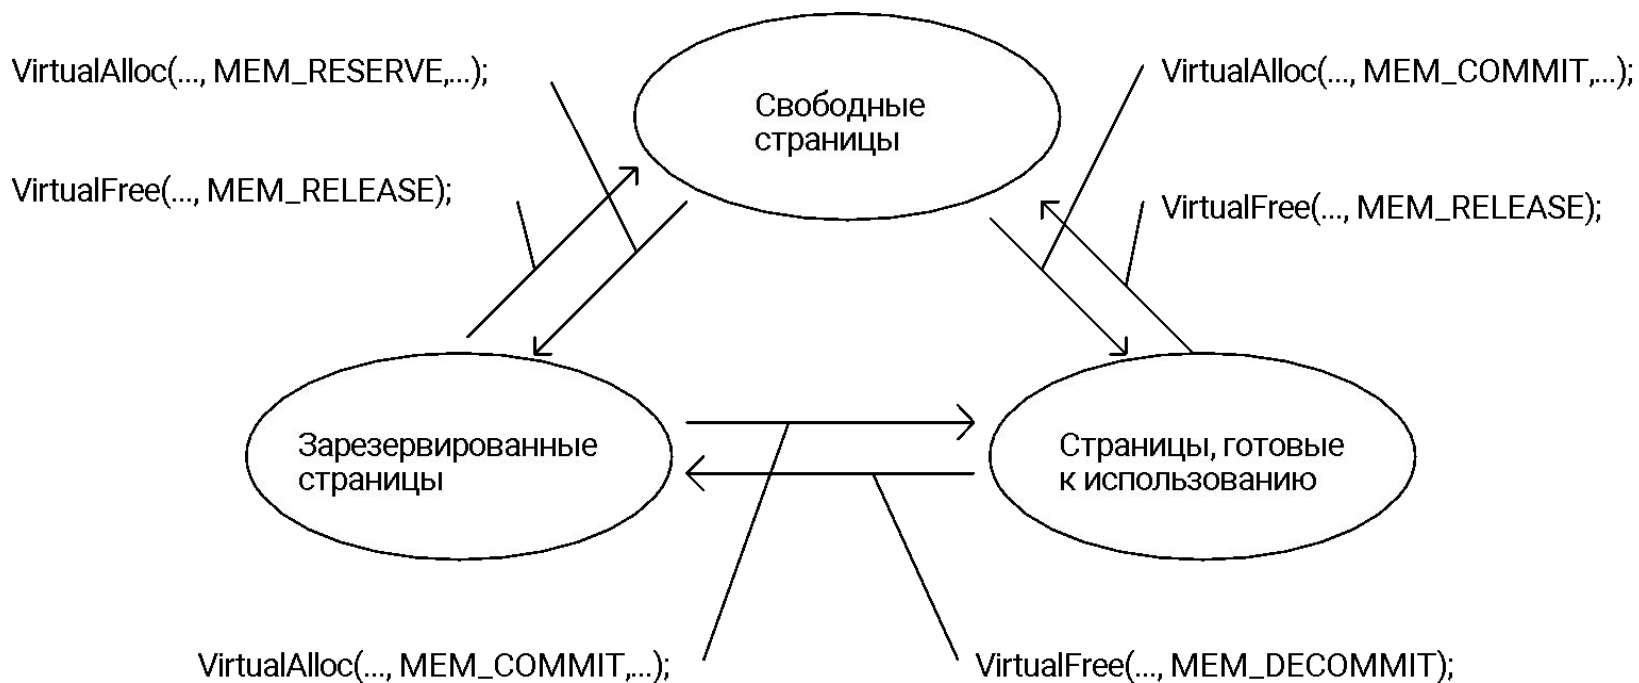 VirtualAlloc(..., MEM_RESERVE,...);
VirtualAlloc(..., MEM_COMMIT,...);
Свободные
страницы
VirtualFree(..., MEM_RELEASE);
VirtualFree(..., MEM_RELEASE);
Зарезервированные
страницы
Страницы, готовые
к использованию
VirtualAlloc(..., MEM_COMMIT,...);
VirtualFree(..., MEM_DECOMMIT);